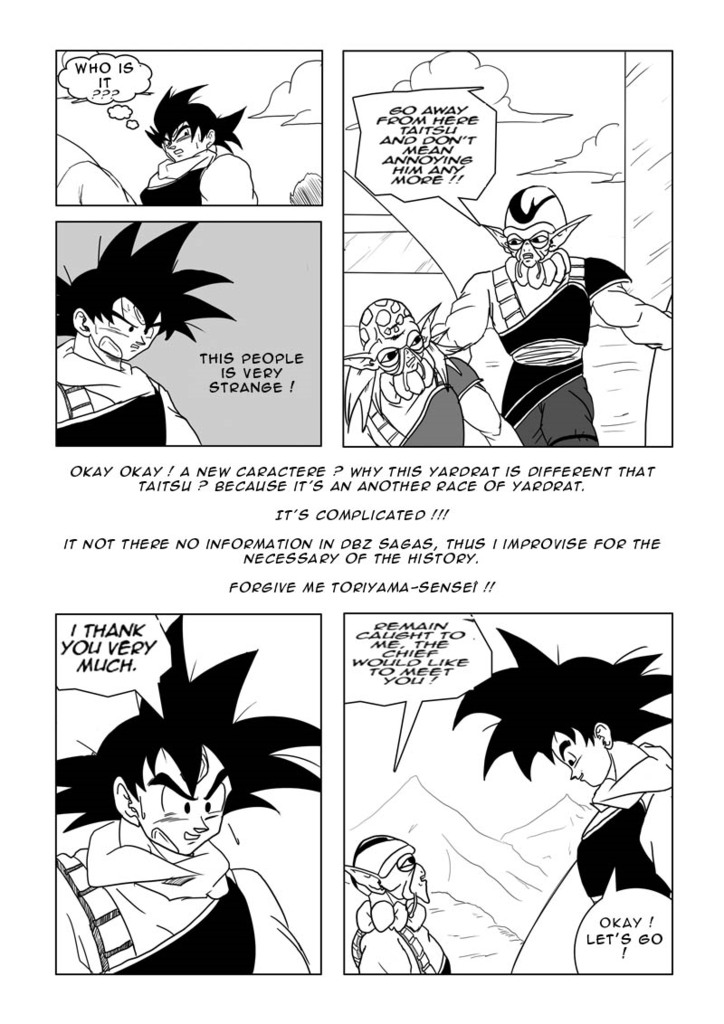 WHO IS
IT
???
GO AWAY
FROM HERE
TAITSU
AND DON'T
MEAN
ANNOYING
HIM ANY
MORE !!
THIS PEOPLE
IS VERY
STRANGE !
OKAY OKAY ! A NEW CARACTERE ? WHY THIS YARDRAT IS DIFFERENT THAT
TAITSU ? BECAUSE IT'S AN ANOTHER RACE OF YARDRAT.
IT'S COMPLICATED !!!
IT NOT THERE NO INFORMATION IN DBZ SAGAS, THUS I IMPROVISE FOR THE
NECESSARY OF THE HISTORY.
FORGIVE ME TORIYAMA-SENSEÏ !!
I THANK
YOU VERY
MUCH.
REMAIN
CAUGHT TO
ME, THE
CHIEF
WOULD LIKE
TO MEET
YOU !
OKAY !
LET'S GO
!